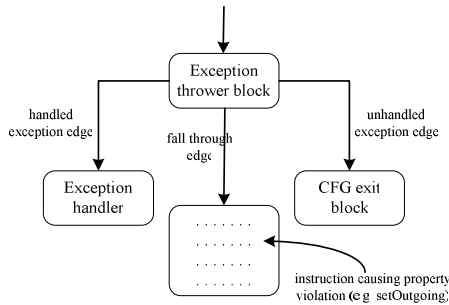 Exception
thrower block
handled
exception edge
fall through
edge
unhandled
exception edge
Exception
handler
CFG exit
block
. . . . . . .
. . . . . . .
. . . . . . .
. . . . . . .
instruction causing property
violation (e.g. setOutgoing)